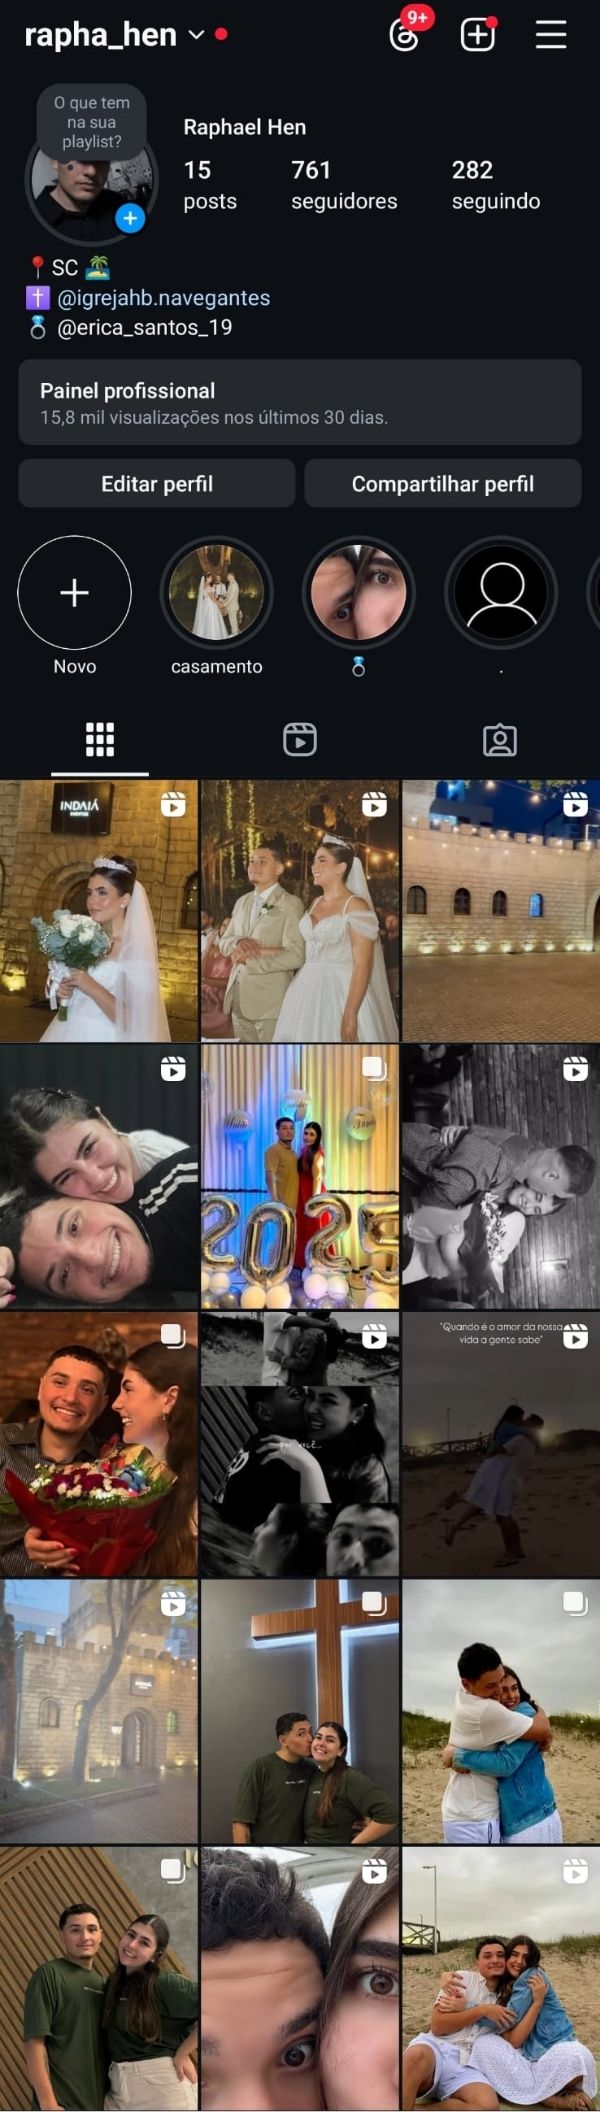 rapha_hen
9+
O que tem
na sua
playlist?
Raphael Hen
15
posts
761
seguidores
282
seguindo
📍SC 🏝️
✝️ @igrejahb.navegantes
💍 @erica_santos_19
Painel profissional
15,8 mil visualizações nos últimos 30 dias.
Editar perfil
Compartilhar perfil
Novo
casamento
💍
.
INDAIÁ
EVENTOS
2025
"Quando é o amor da nossa
vida a gente sabe"